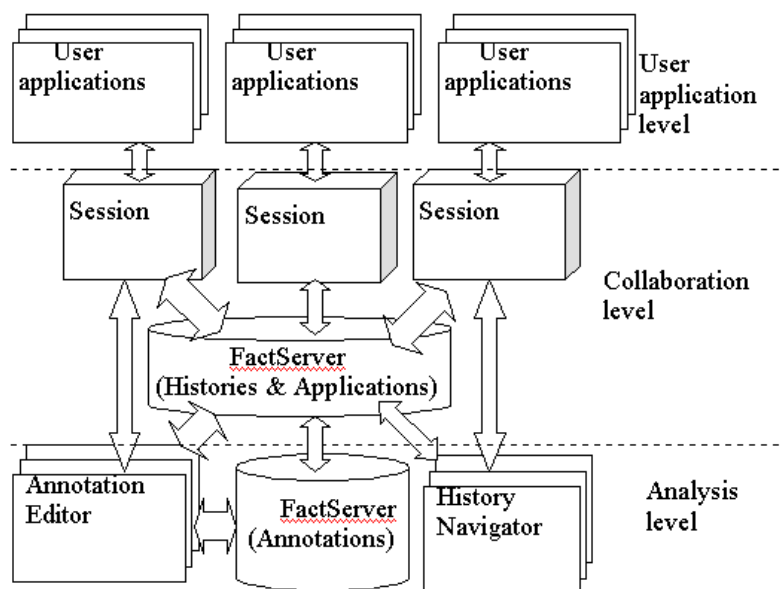 User
applications
User
applications
User
applications
User
application
level
Session
Session
Session
Collaboration
level
FactServer
(Histories & Applications)
Annotation
Editor
FactServer
(Annotations)
History
Navigator
Analysis
level